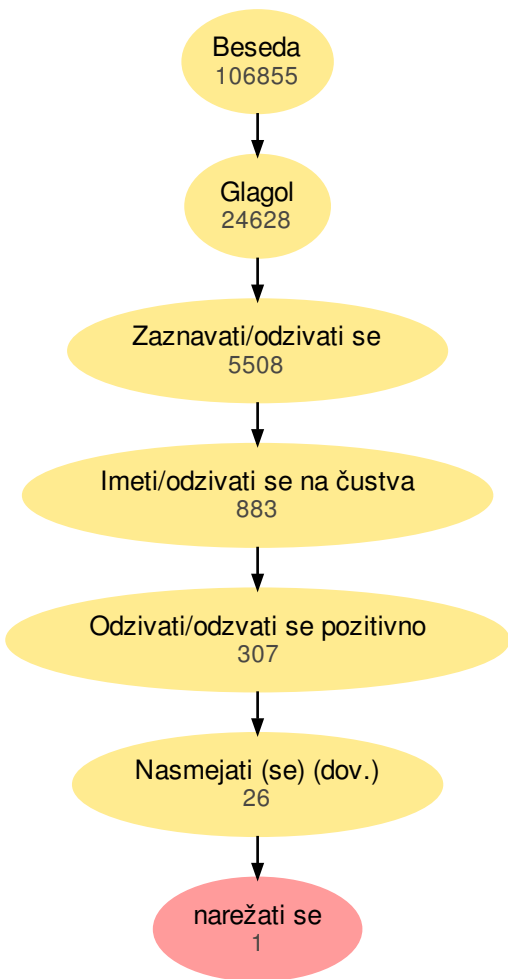 Beseda
106855
Glagol
24628
Zaznavati/odzivati se
5508
Imeti/odzivati se na čustva
883
Odzivati/odzvati se pozitivno
307
Nasmejati (se) (dov.)
26
narežati se
1